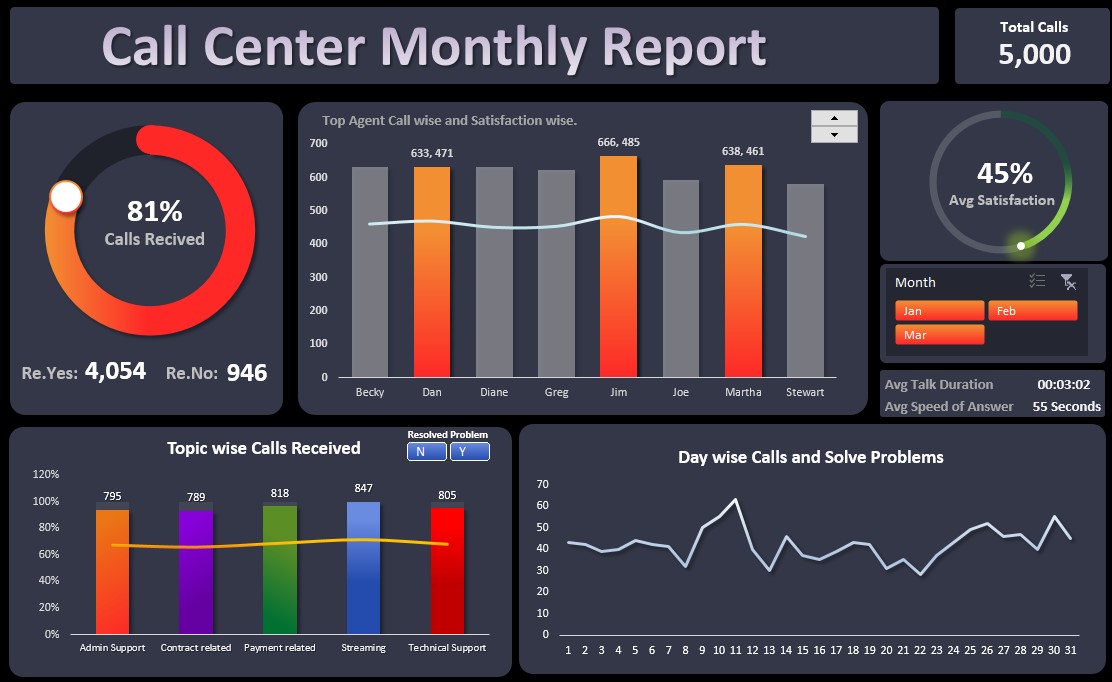 Call Center Monthly Report
Total Calls
5,000
81%
Calls Recived
Re.Yes: 4,054 Re.No: 946
Top Agent Call wise and Satisfaction wise.
700
600
500
400
300
200
100
0
633, 471
666, 485
638, 461
Becky Dan Diane Greg Jim Joe Martha Stewart
45%
Avg Satisfaction
Month
Jan Feb
Mar
Avg Talk Duration 00:03:02
Avg Speed of Answer 55 Seconds
Topic wise Calls Received
Resolved Problem
N Y
120%
100%
80%
60%
40%
20%
0%
795 789 818 847 805
Admin Support Contract related Payment related Streaming Technical Support
Day wise Calls and Solve Problems
70
60
50
40
30
20
10
0
1 2 3 4 5 6 7 8 9 10 11 12 13 14 15 16 17 18 19 20 21 22 23 24 25 26 27 28 29 30 31